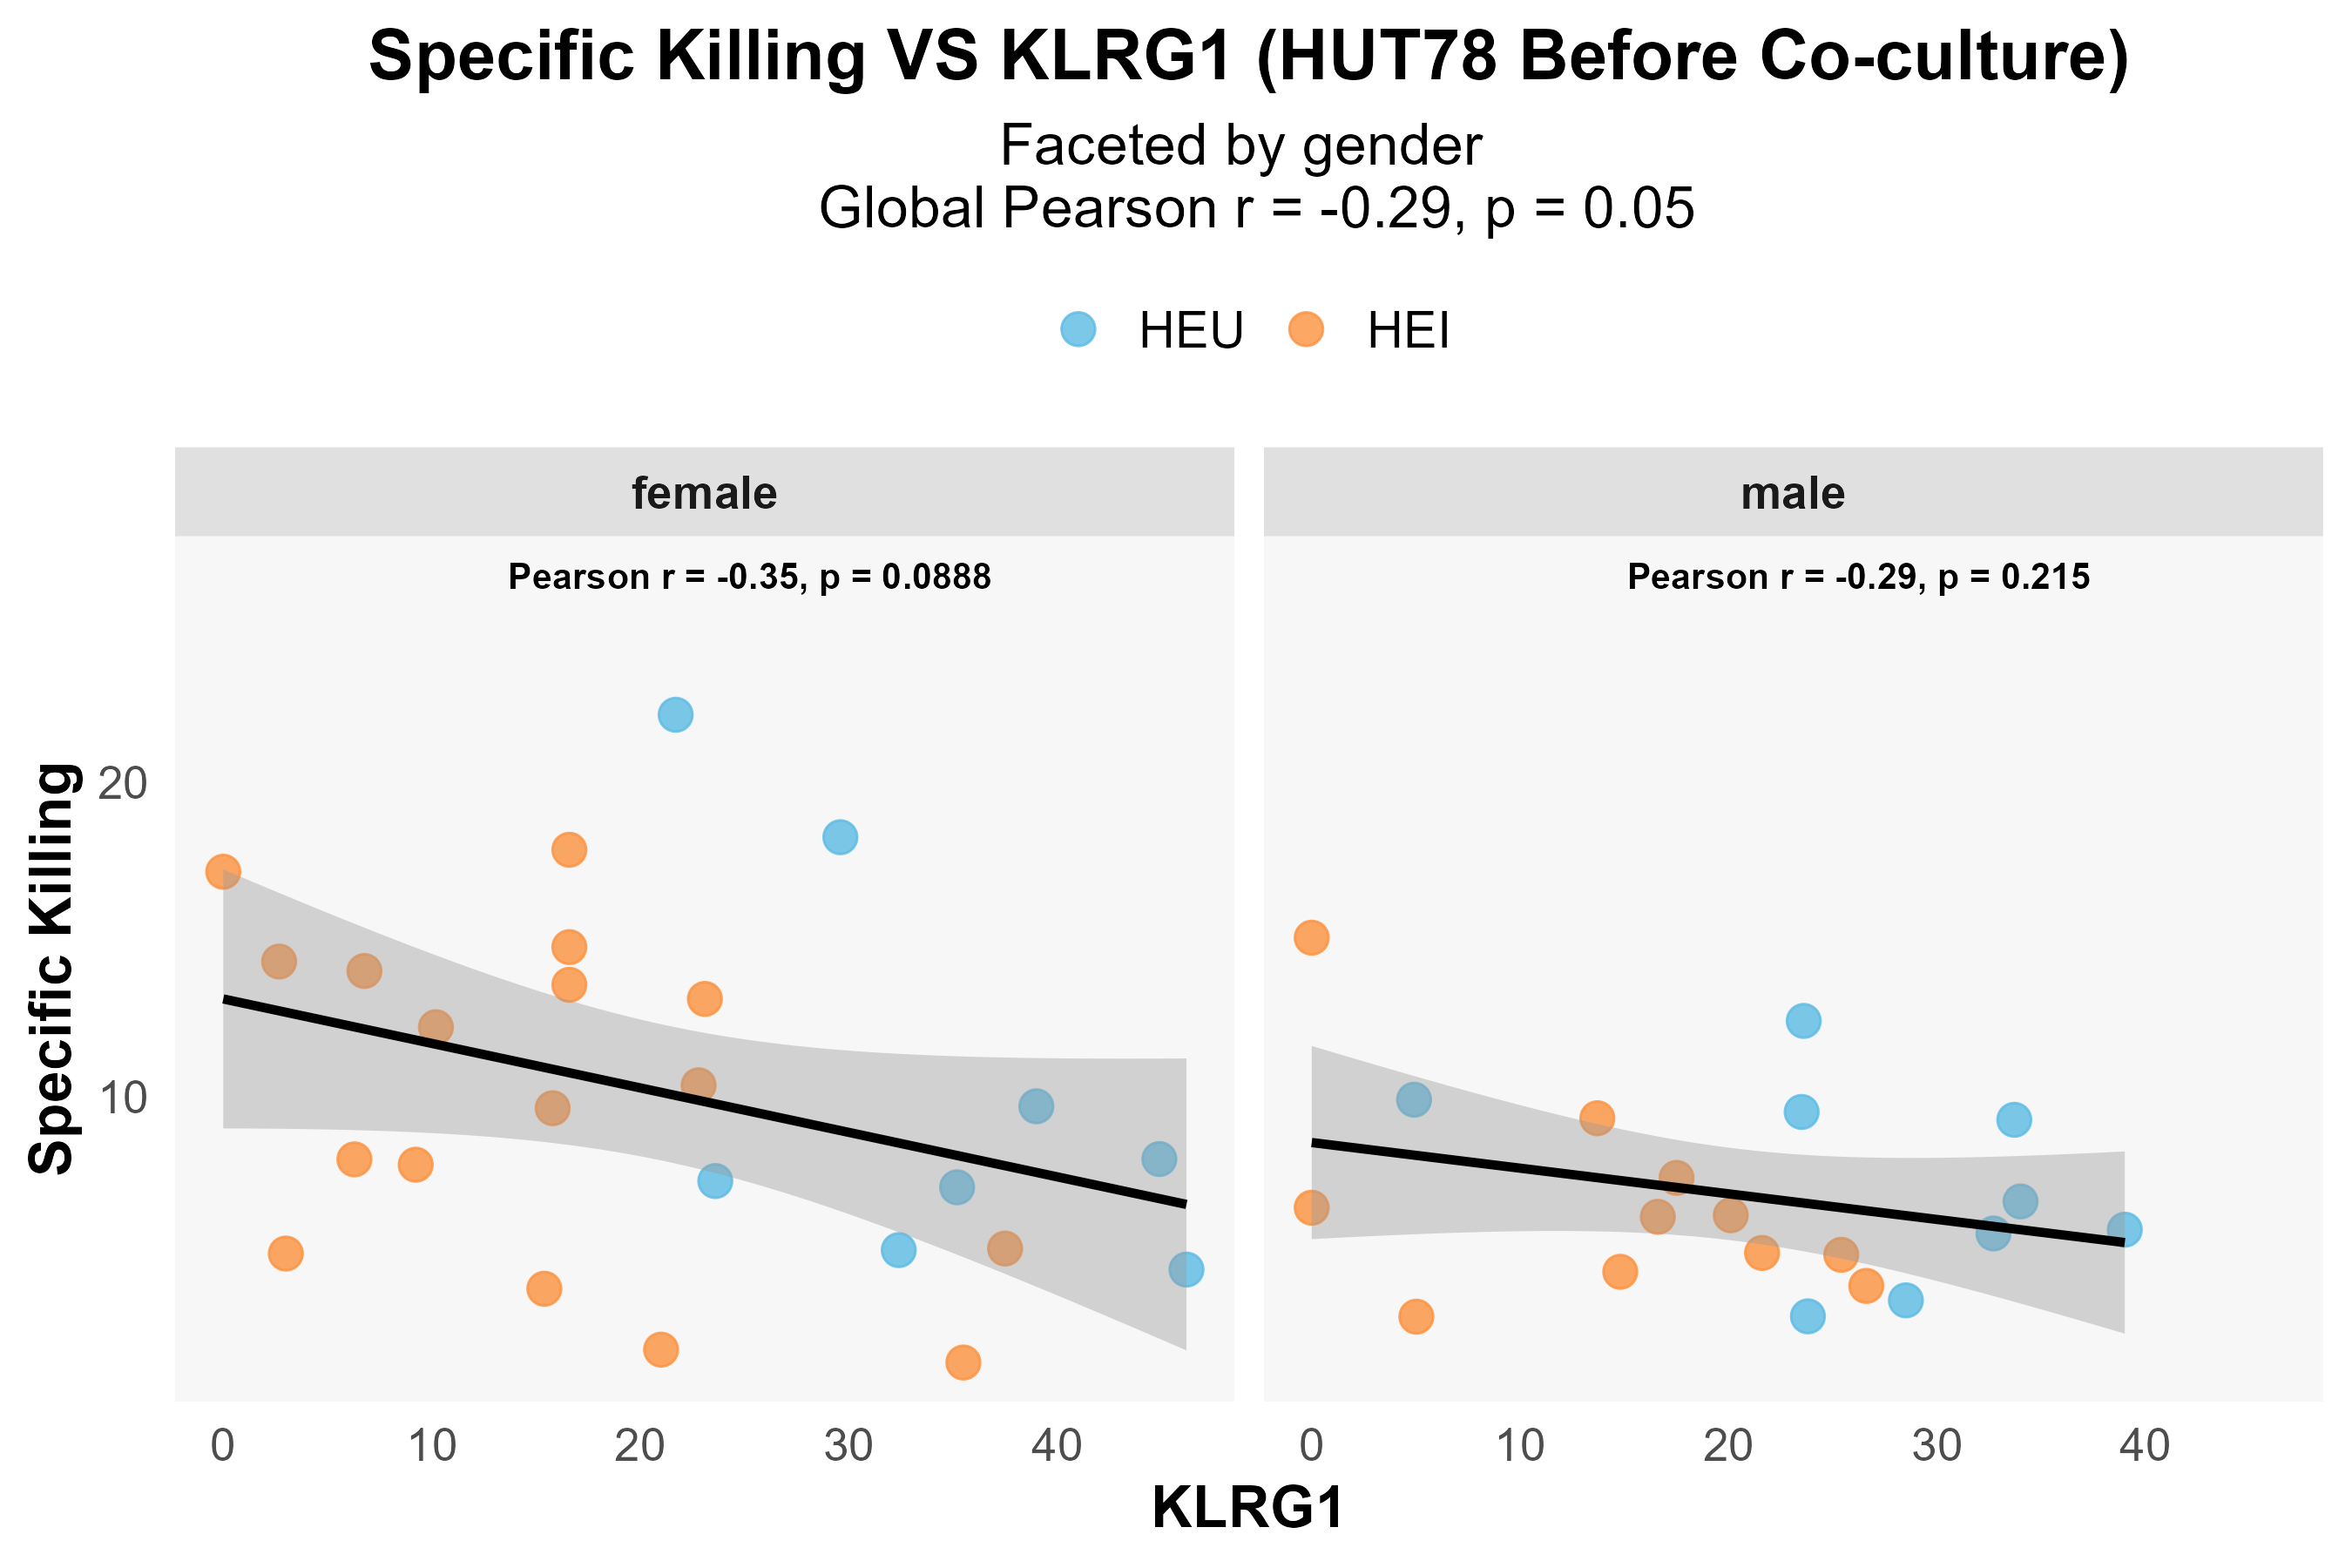 Specific Killing VS KLRG1 (HUT78 Before Co-culture)
Faceted by gender
Global Pearson r = -0.29, p = 0.05
HEU HEI
female male
Pearson r = -0.35, p = 0.0888 Pearson r = -0.29, p = 0.215
Specific Killing
20
10
0 10 20 30 40 0 10 20 30 40
KLRG1